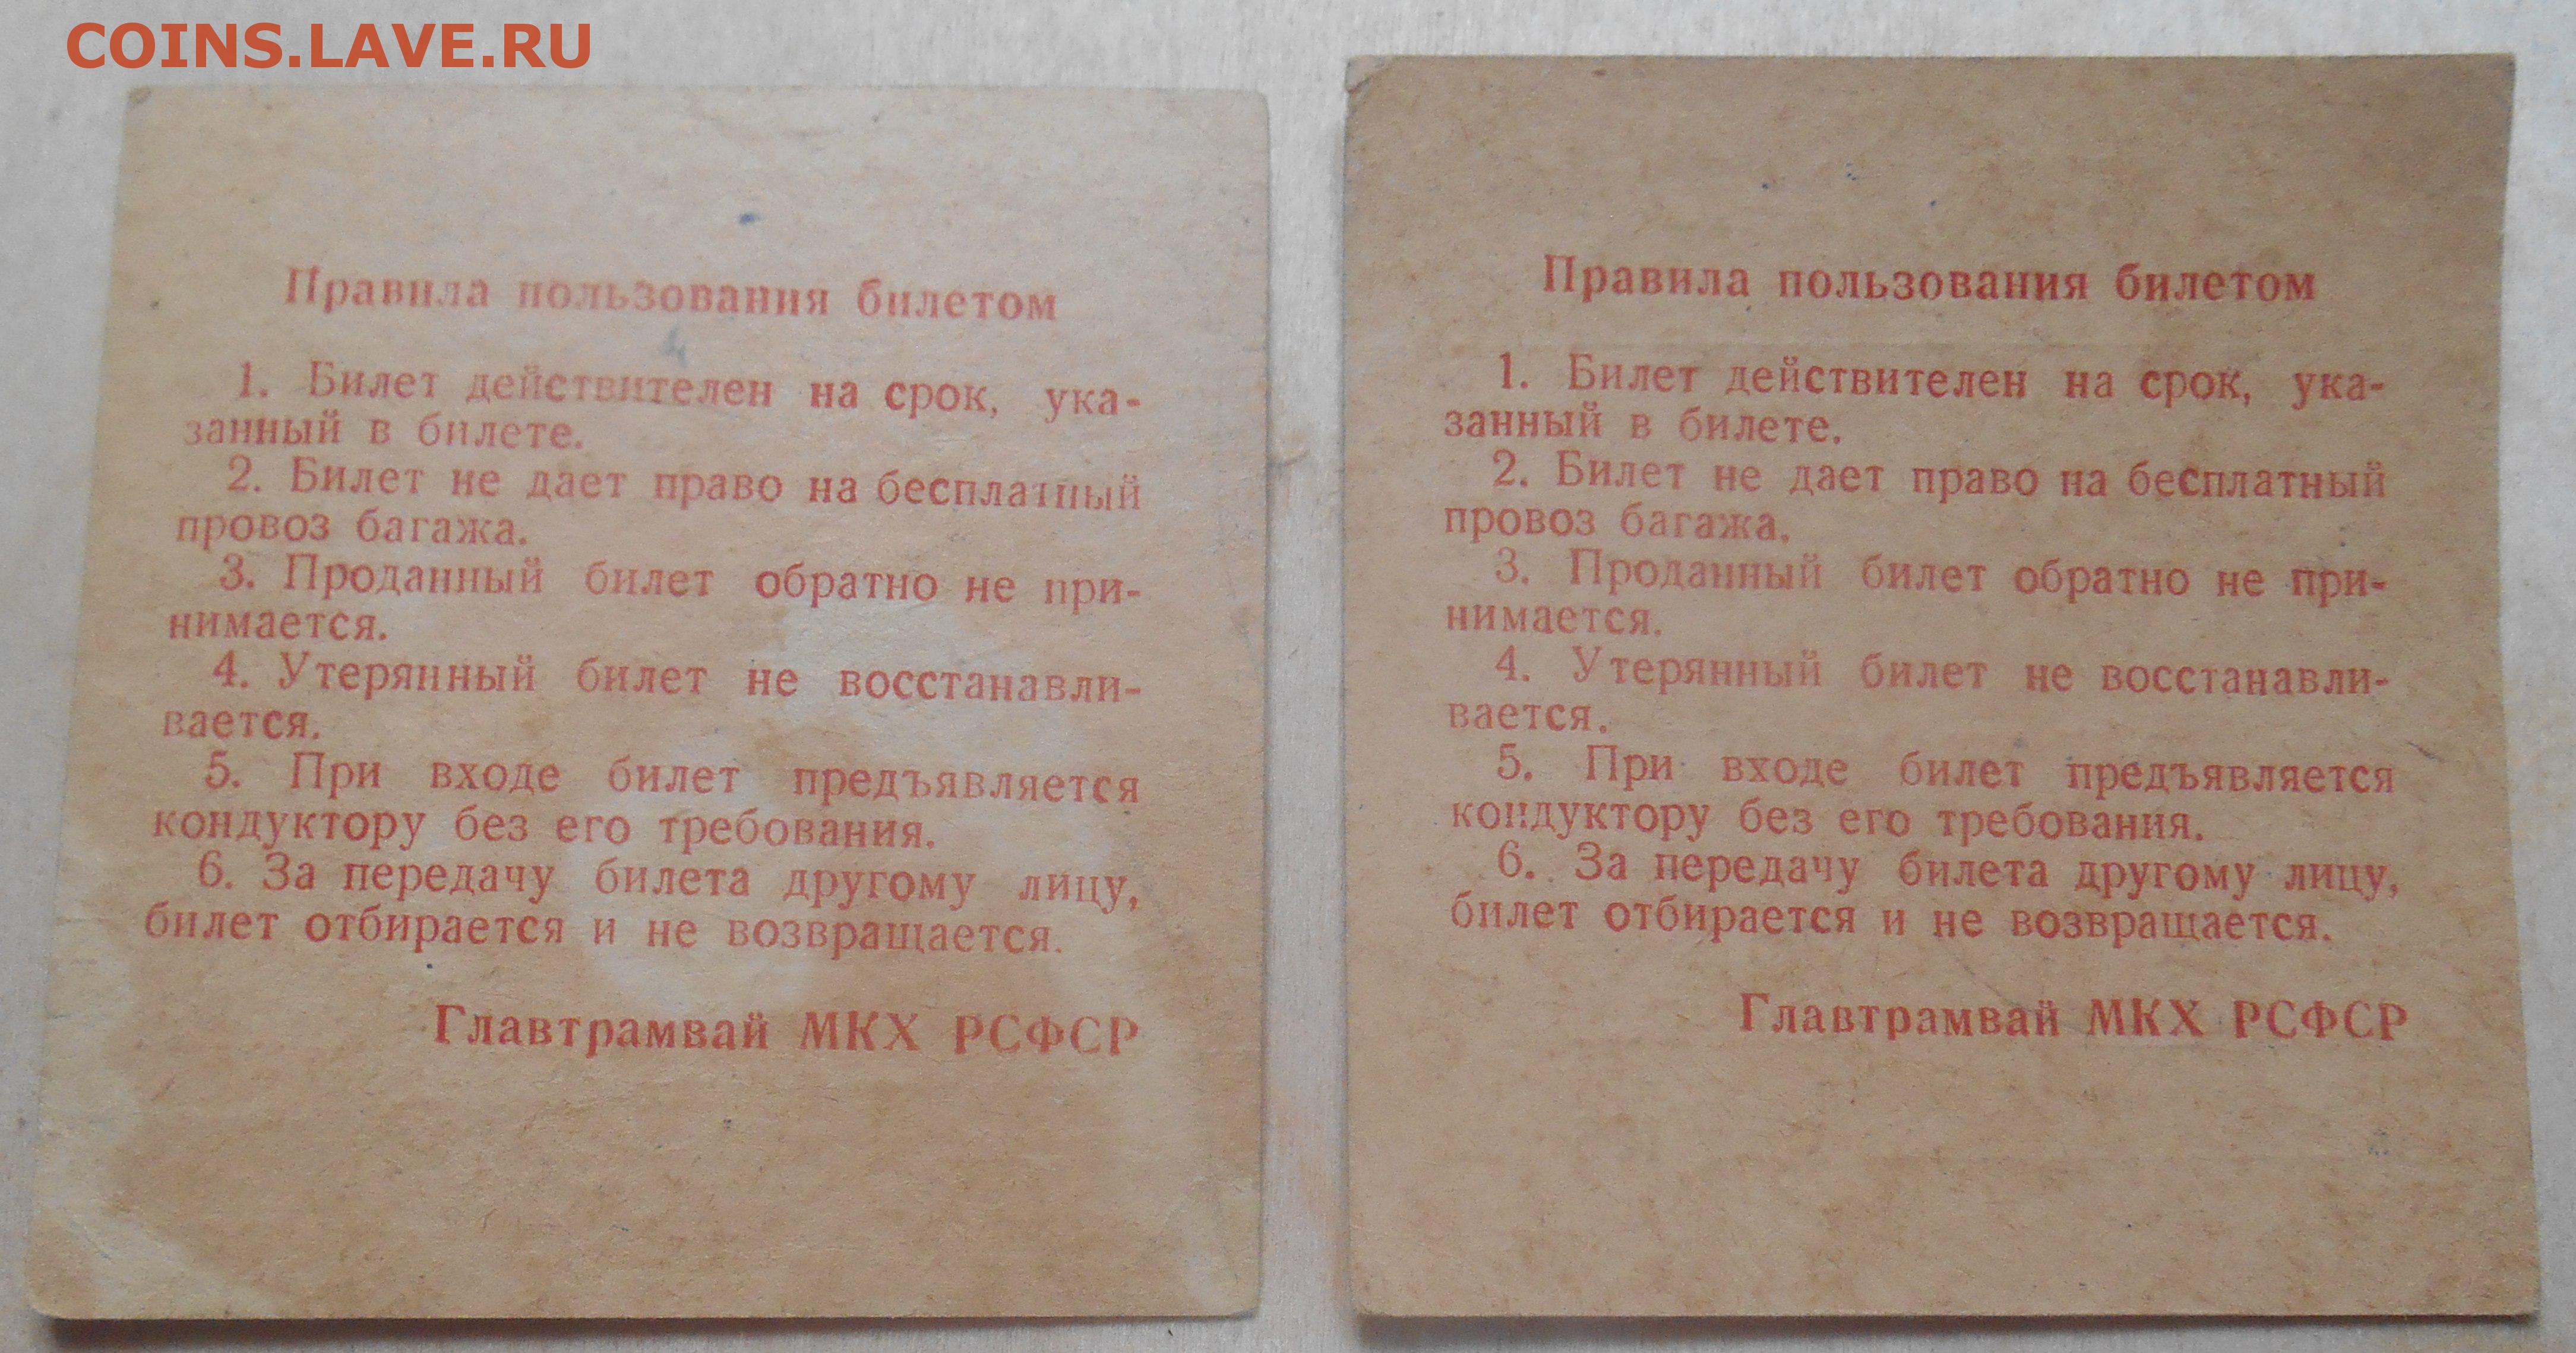 COINS.LAVE.RU
Правила пользования билетом
1. Билет действителен на срок, ука-
занный в билете.
2. Билет не дает право на бесплатный
провоз багажа.
3. Проданный билет обратно не при-
нимается.
4. Утерянный билет не восстанавли-
вается.
5. При входе билет предъявляется
кондуктору без его требования.
6. За передачу билета другому лицу,
билет отбирается и не возвращается.
Главтрамвай МКХ РСФСР
Правила пользования билетом
1. Билет действителен на срок, ука-
занный в билете.
2. Билет не дает право на бесплатный
провоз багажа.
3. Проданный билет обратно не при-
нимается.
4. Утерянный билет не восстанавли-
вается.
5. При входе билет предъявляется
кондуктору без его требования.
6. За передачу билета другому лицу,
билет отбирается и не возвращается.
Главтрамвай МКХ РСФСР